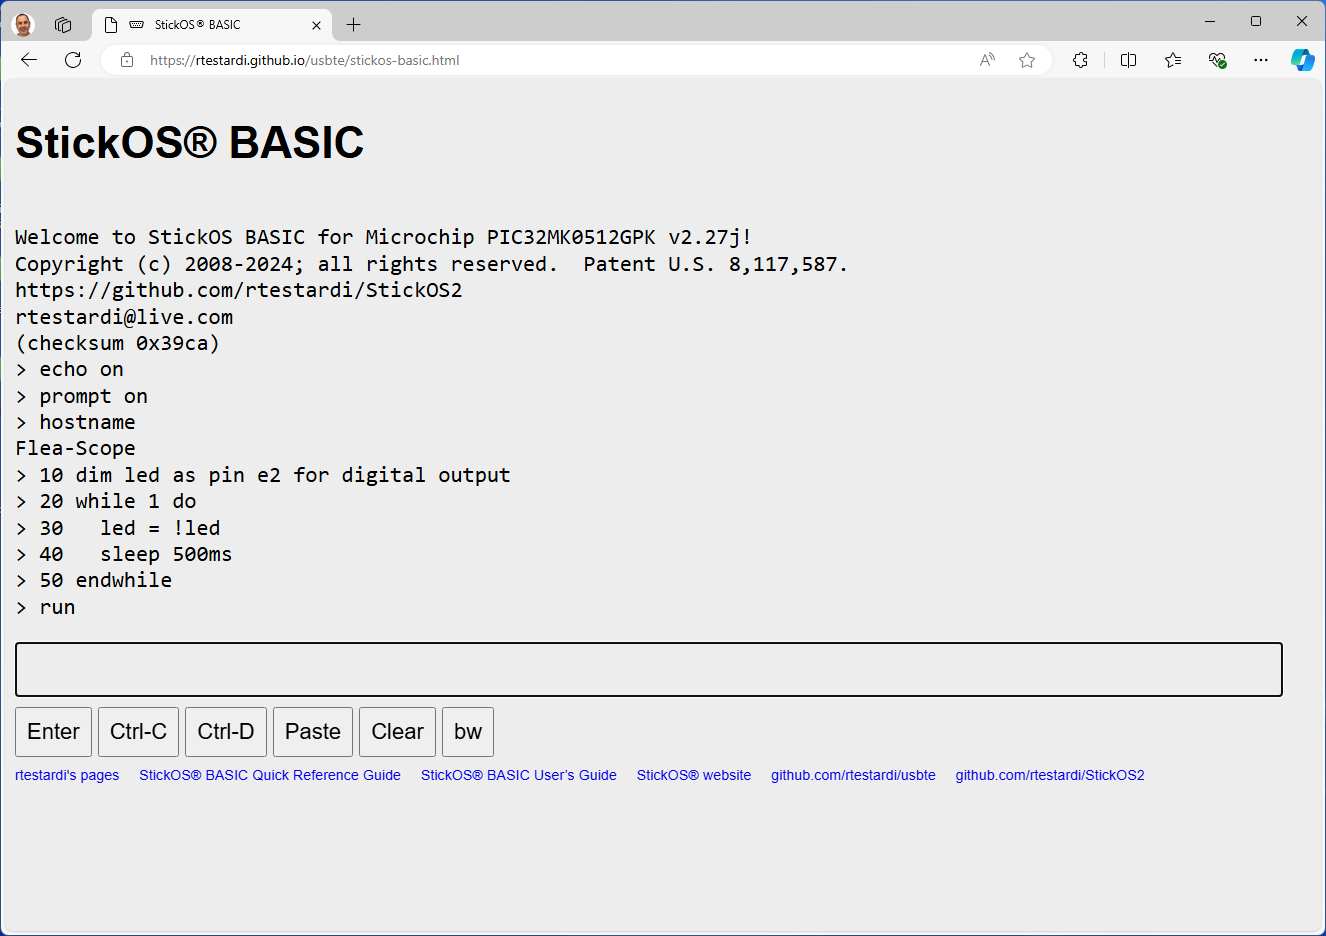 StickOS® BASIC
https://rtestardi.github.io/usbte/stickos-basic.html
StickOS® BASIC
Welcome to StickOS BASIC for Microchip PIC32MK0512GPK v2.27j!
Copyright (c) 2008-2024; all rights reserved.  Patent U.S. 8,117,587.
https://github.com/rtestardi/StickOS2
rtestardi@live.com
(checksum 0x39ca)
> echo on
> prompt on
> hostname
Flea-Scope
> 10 dim led as pin e2 for digital output
> 20 while 1 do
> 30   led = !led
> 40   sleep 500ms
> 50 endwhile
> run
Enter Ctrl-C Ctrl-D Paste Clear bw
rtestardi's pages StickOS® BASIC Quick Reference Guide StickOS® BASIC User’s Guide StickOS® website github.com/rtestardi/usbte github.com/rtestardi/StickOS2